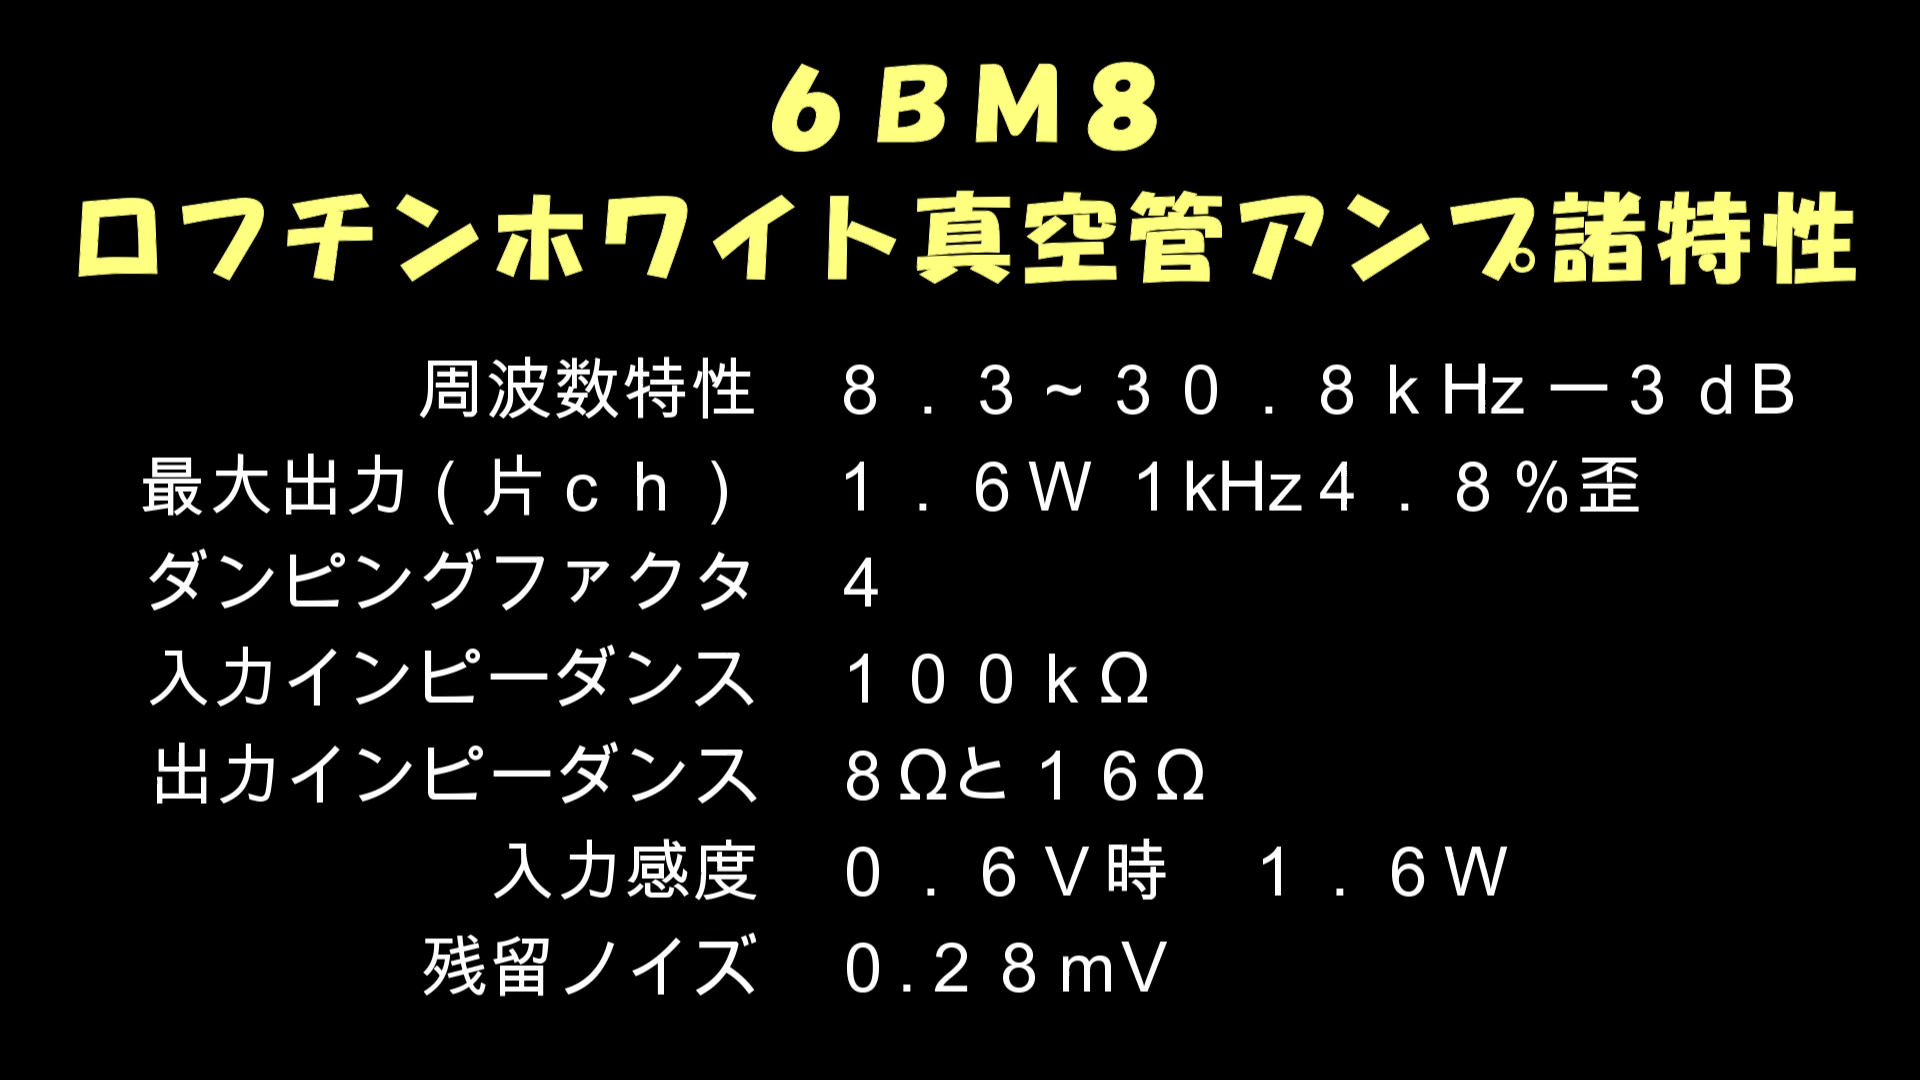 ６ＢＭ８
ロフチンホワイト真空管アンプ諸特性
周波数特性　８．３~３０．８ｋHzー３ｄB
最大出力(片ｃｈ)　１．６W 1kHz４．８%歪
ダンピングファクタ　４
入力インピーダンス　１００ｋΩ
出力インピーダンス　８Ωと１６Ω
入力感度　０．６V時　１．６W
残留ノイズ　０.２８mV